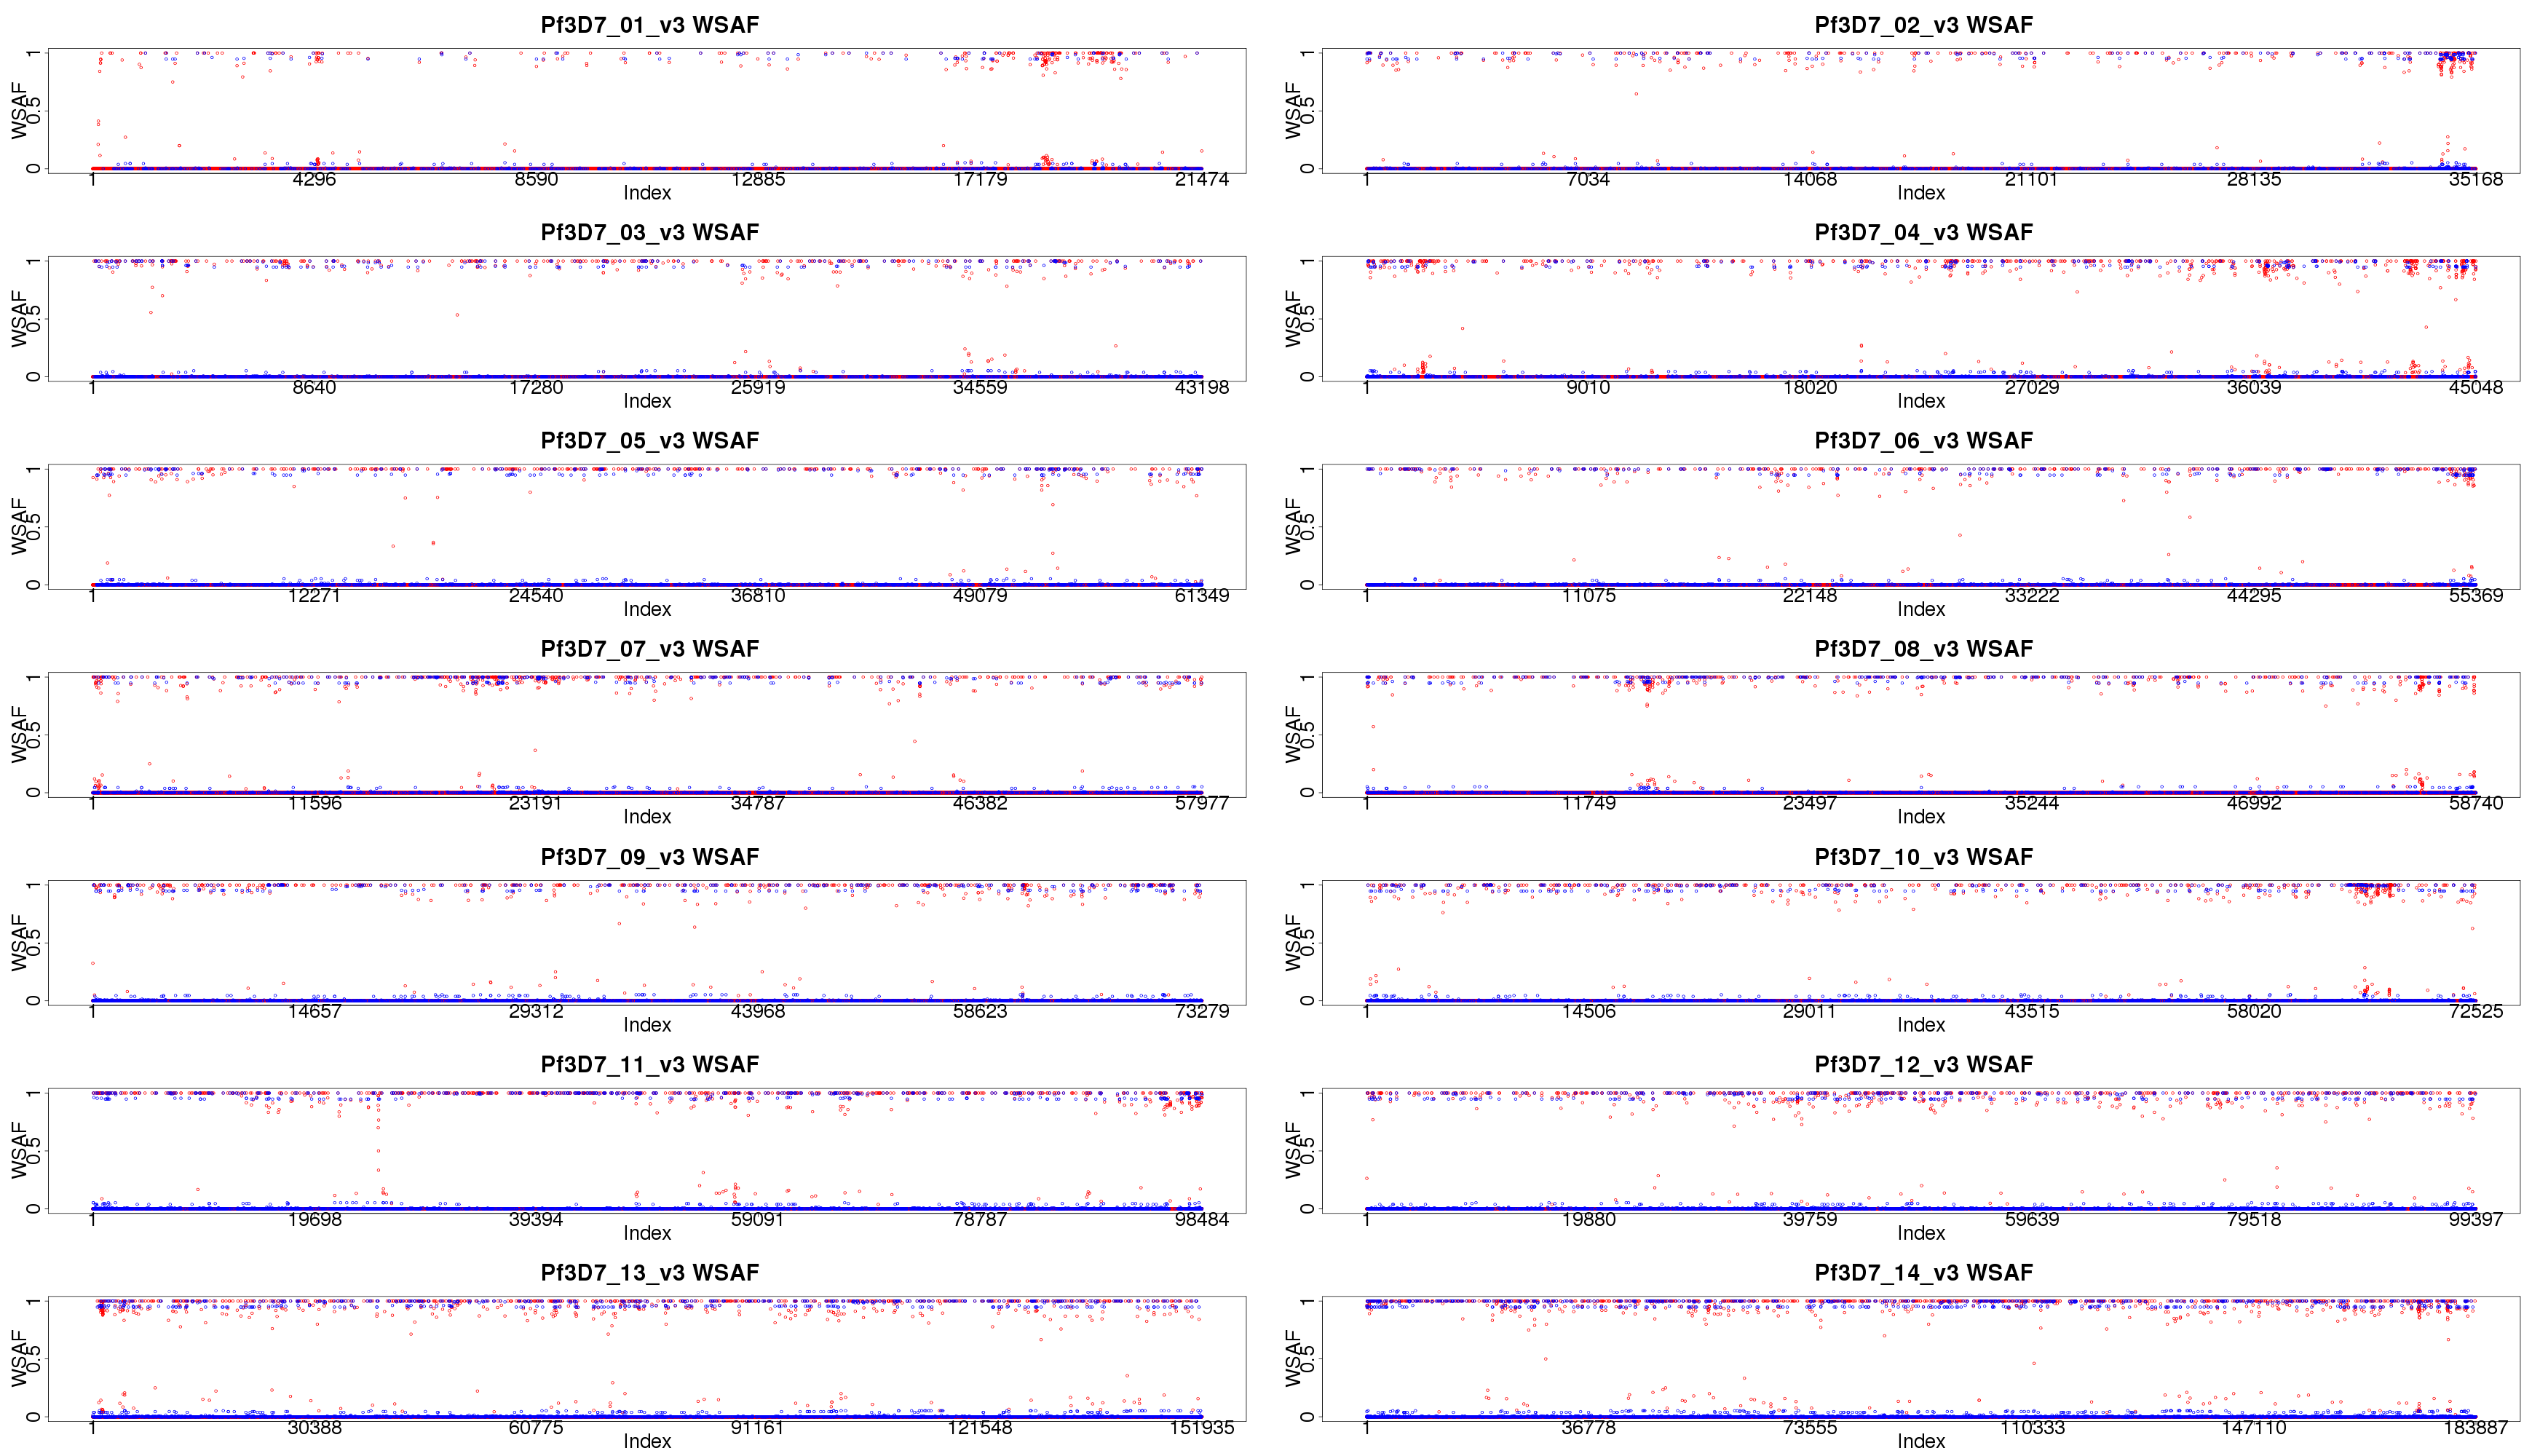 Pf3D7_01_v3 WSAF
WSAF
0 0.5 1
1 4296 8590 12885 17179 21474
Index
Pf3D7_02_v3 WSAF
WSAF
0 0.5 1
1 7034 14068 21101 28135 35168
Index
Pf3D7_03_v3 WSAF
WSAF
0 0.5 1
1 8640 17280 25919 34559 43198
Index
Pf3D7_04_v3 WSAF
WSAF
0 0.5 1
1 9010 18020 27029 36039 45048
Index
Pf3D7_05_v3 WSAF
WSAF
0 0.5 1
1 12271 24540 36810 49079 61349
Index
Pf3D7_06_v3 WSAF
WSAF
0 0.5 1
1 11075 22148 33222 44295 55369
Index
Pf3D7_07_v3 WSAF
WSAF
0 0.5 1
1 11596 23191 34787 46382 57977
Index
Pf3D7_08_v3 WSAF
WSAF
0 0.5 1
1 11749 23497 35244 46992 58740
Index
Pf3D7_09_v3 WSAF
WSAF
0 0.5 1
1 14657 29312 43968 58623 73279
Index
Pf3D7_10_v3 WSAF
WSAF
0 0.5 1
1 14506 29011 43515 58020 72525
Index
Pf3D7_11_v3 WSAF
WSAF
0 0.5 1
1 19698 39394 59091 78787 98484
Index
Pf3D7_12_v3 WSAF
WSAF
0 0.5 1
1 19880 39759 59639 79518 99397
Index
Pf3D7_13_v3 WSAF
WSAF
0 0.5 1
1 30388 60775 91161 121548 151935
Index
Pf3D7_14_v3 WSAF
WSAF
0 0.5 1
1 36778 73555 110333 147110 183887
Index